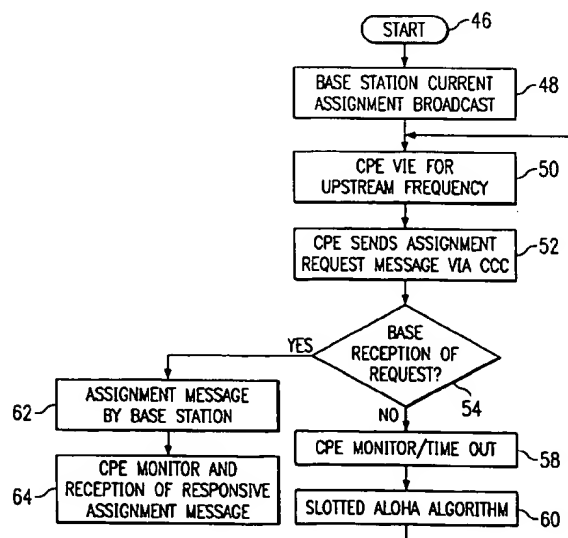 START
46
BASE STATION CURRENT
ASSIGNMENT BROADCAST
48
CPE VIE FOR
UPSTREAM FREQUENCY
50
CPE SENDS ASSIGNMENT
REQUEST MESSAGE VIA CCC
52
BASE
RECEPTION OF
REQUEST?
54
YES
NO
62
ASSIGNMENT MESSAGE
BY BASE STATION
64
CPE MONITOR AND
RECEPTION OF RESPONSIVE
ASSIGNMENT MESSAGE
CPE MONITOR/TIME OUT
58
SLOTTED ALOHA ALGORITHM
60